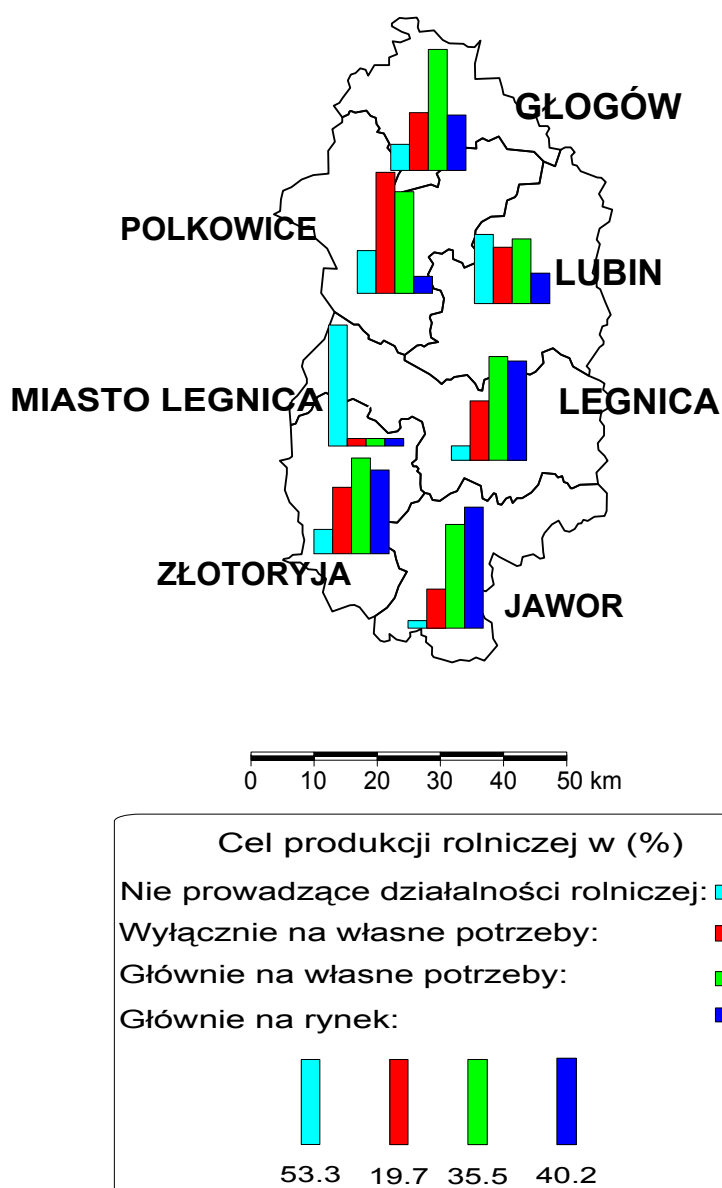 GŁOGÓW
POLKOWICE
LUBIN
MIASTO LEGNICA
LEGNICA
ZŁOTORYJA
JAWOR
0 10 20 30 40 50 km
Cel produkcji rolniczej w (%)
Nie prowadzące działalności rolniczej:
Wyłącznie na własne potrzeby:
Głównie na własne potrzeby:
Głównie na rynek:
53.3 19.7 35.5 40.2